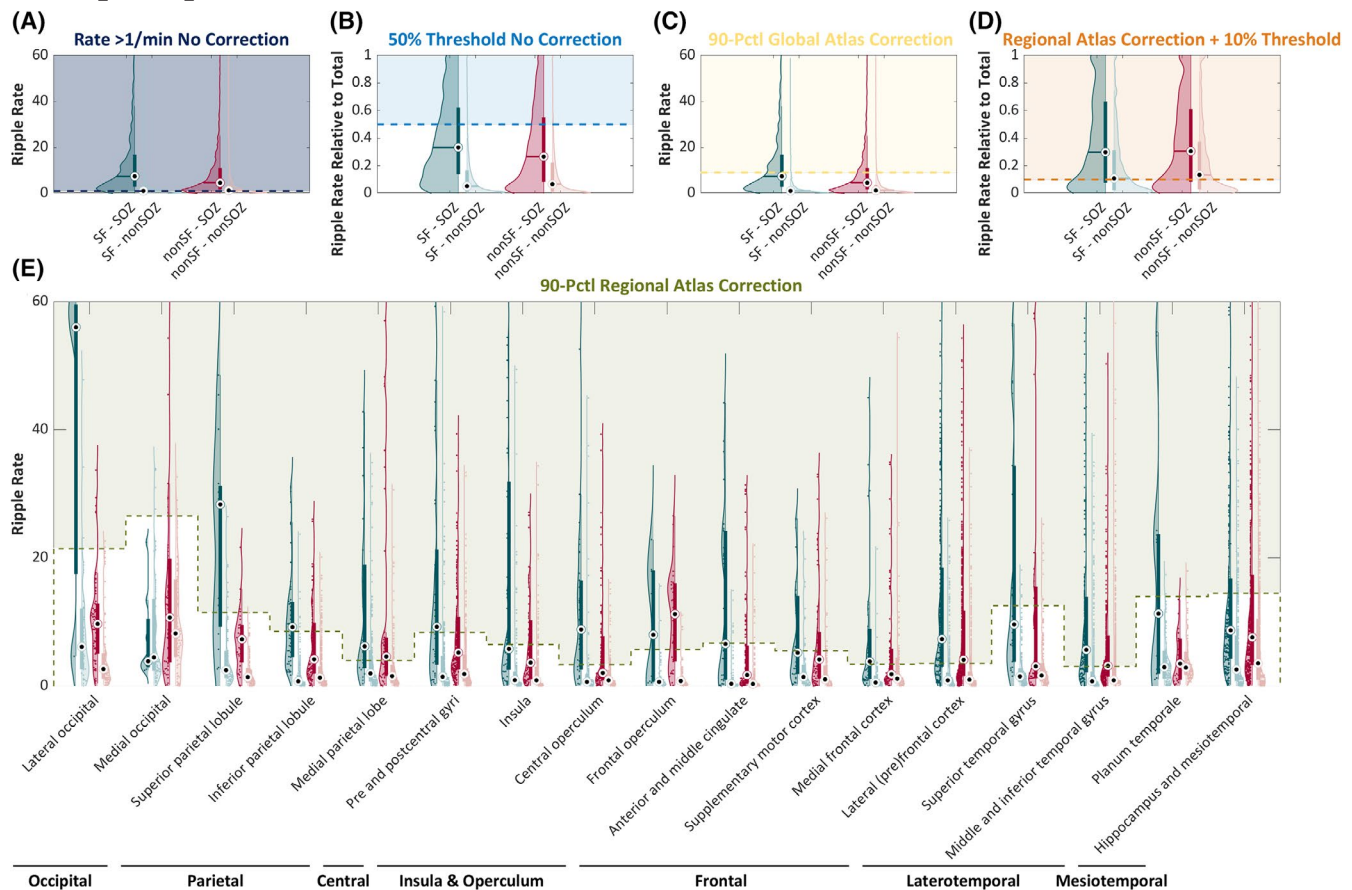 (A)
Rate >1/min No Correction
Ripple Rate
60
40
20
0
SF - SOZ
SF - nonSOZ
nonSF - SOZ
nonSF - nonSOZ
(B)
50% Threshold No Correction
Ripple Rate Relative to Total
1
0.8
0.6
0.4
0.2
0
SF - SOZ
SF - nonSOZ
nonSF - SOZ
nonSF - nonSOZ
(C)
90-Pctl Global Atlas Correction
Ripple Rate
60
40
20
0
SF - SOZ
SF - nonSOZ
nonSF - SOZ
nonSF - nonSOZ
(D)
Regional Atlas Correction + 10% Threshold
Ripple Rate Relative to Total
1
0.8
0.6
0.4
0.2
0
SF - SOZ
SF - nonSOZ
nonSF - SOZ
nonSF - nonSOZ
(E)
90-Pctl Regional Atlas Correction
Ripple Rate
60
40
20
0
Lateral occipital
Medial occipital
Superior parietal lobule
Inferior parietal lobule
Medial parietal lobe
Pre and postcentral gyri
Insula
Central operculum
Frontal operculum
Anterior and middle cingulate
Supplementary motor cortex
Medial frontal cortex
Lateral (pre)frontal cortex
Superior temporal gyrus
Middle and inferior temporal gyrus
Planum temporale
Hippocampus and mesiotemporal
Occipital
Parietal
Central
Insula & Operculum
Frontal
Laterotemporal
Mesiotemporal